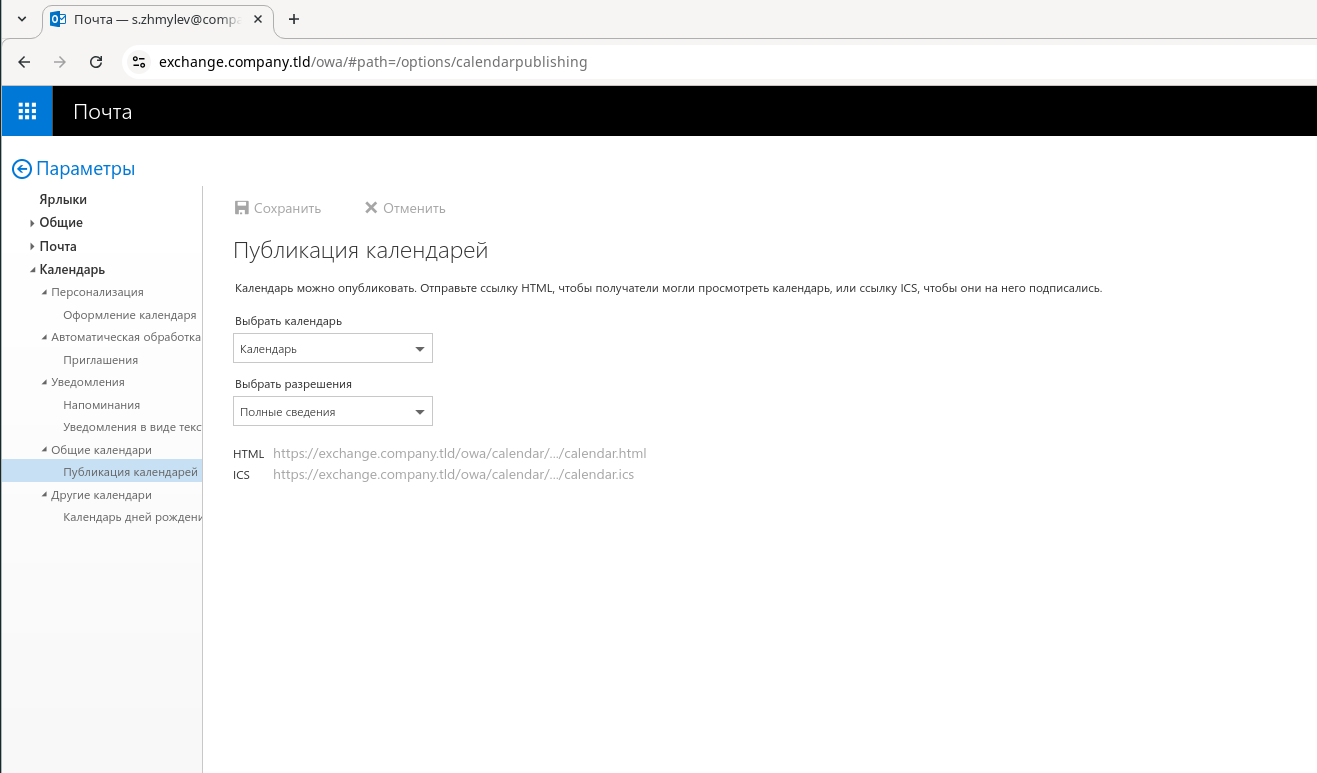 Почта — s.zhmylev@compa
exchange.company.tld/owa/#path=/options/calendarpublishing
Почта
Параметры
Ярлыки
Общие
Почта
Календарь
Персонализация
Оформление календаря
Автоматическая обработка
Приглашения
Уведомления
Напоминания
Уведомления в виде текс
Общие календари
Публикация календарей
Другие календари
Календарь дней рождени
Сохранить Отменить
Публикация календарей
Календарь можно опубликовать. Отправьте ссылку HTML, чтобы получатели могли просмотреть календарь, или ссылку ICS, чтобы они на него подписались.
Выбрать календарь
Календарь
Выбрать разрешения
Полные сведения
HTML https://exchange.company.tld/owa/calendar/.../calendar.html
ICS https://exchange.company.tld/owa/calendar/.../calendar.ics